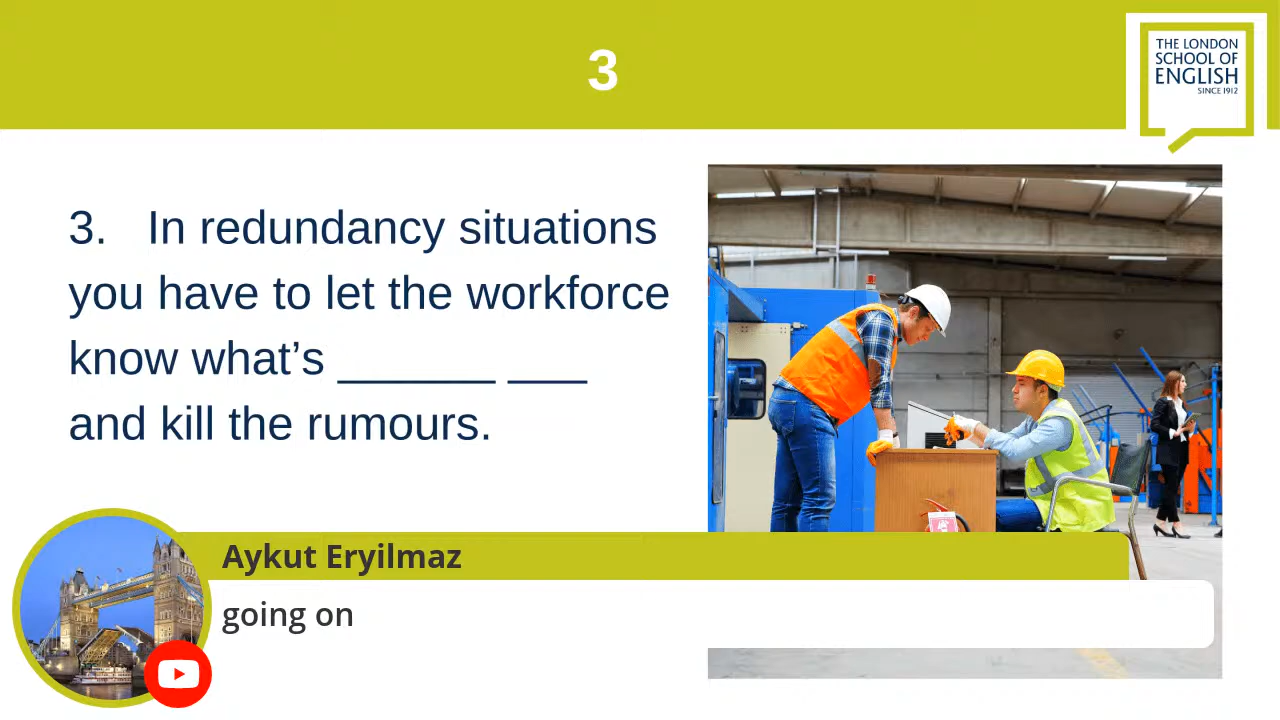 3
THE LONDON
SCHOOL OF
ENGLISH
SINCE 1912
3. In redundancy situations
you have to let the workforce
know what’s ______ ___
and kill the rumours.
Aykut Eryilmaz
going on